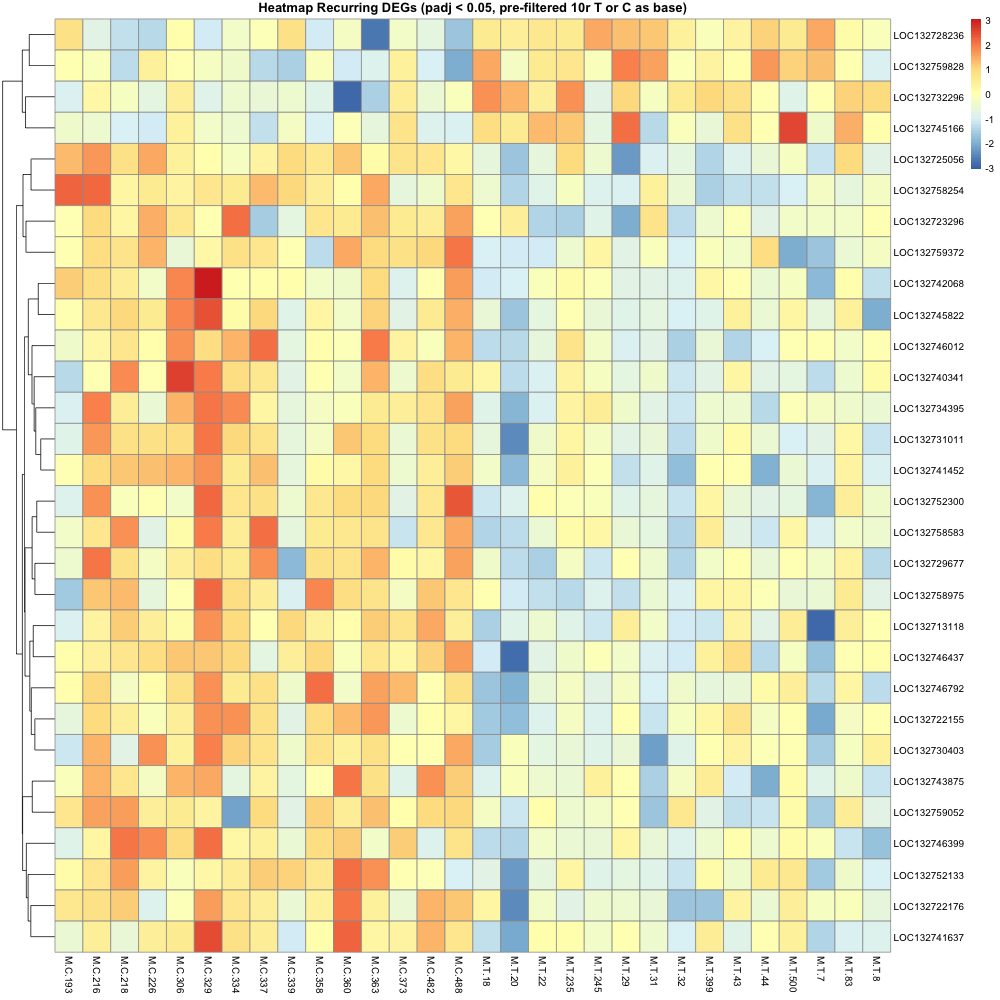 Heatmap Recurring DEGs (padj < 0.05, pre-filtered 10r T or C as base)
3
2
1
0
-1
-2
-3
LOC132728236
LOC132759828
LOC132732296
LOC132745166
LOC132725056
LOC132758254
LOC132723296
LOC132759372
LOC132742068
LOC132745822
LOC132746012
LOC132740341
LOC132734395
LOC132731011
LOC132741452
LOC132752300
LOC132758583
LOC132729677
LOC132758975
LOC132713118
LOC132746437
LOC132746792
LOC132722155
LOC132730403
LOC132743875
LOC132759052
LOC132746399
LOC132752133
LOC132722176
LOC132741637
M.C.193
M.C.216
M.C.218
M.C.226
M.C.306
M.C.329
M.C.334
M.C.337
M.C.339
M.C.358
M.C.360
M.C.363
M.C.373
M.C.482
M.C.488
M.T.18
M.T.20
M.T.22
M.T.235
M.T.245
M.T.29
M.T.31
M.T.32
M.T.399
M.T.43
M.T.44
M.T.500
M.T.7
M.T.83
M.T.8